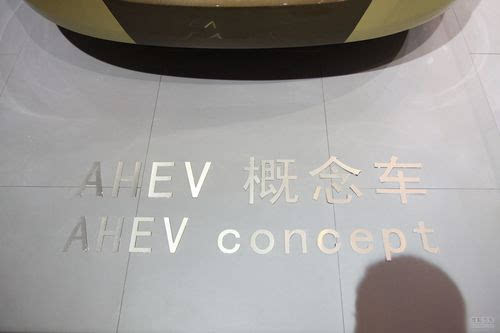 AHEV 概念车
AHEV concept